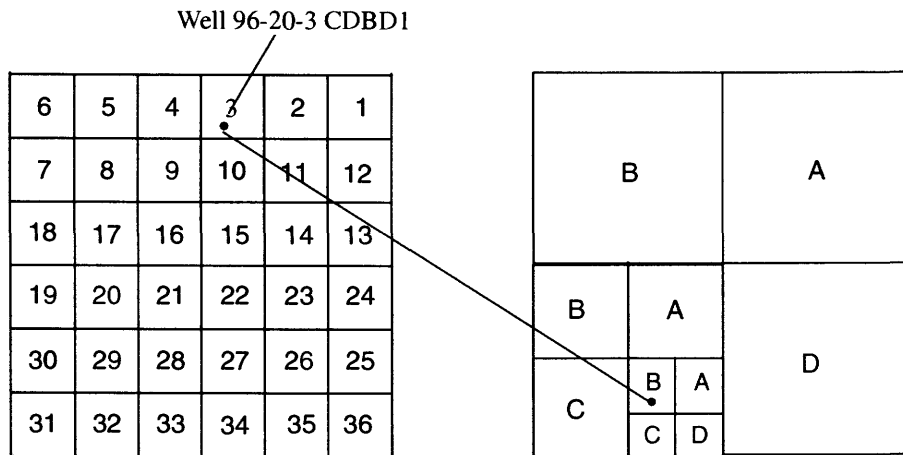 Well 96-20-3 CDBD1
6 5 4 3 2 1
7 8 9 10 11 12
18 17 16 15 14 13
19 20 21 22 23 24
30 29 28 27 26 25
31 32 33 34 35 36
B A
B A
D
B A
C
C D